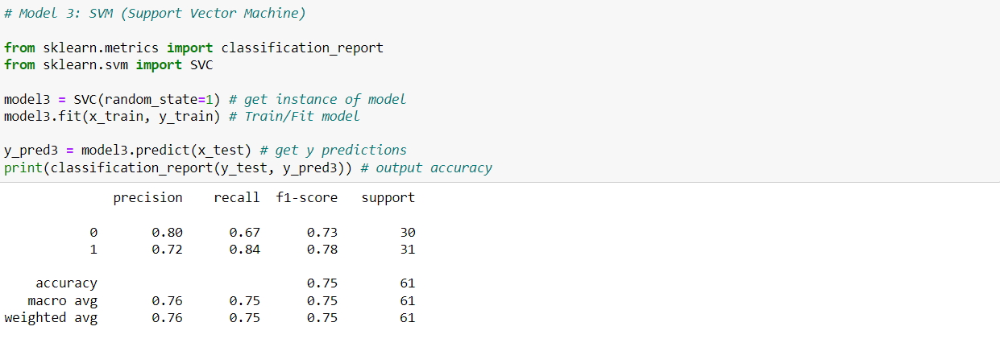 # Model 3: SVM (Support Vector Machine)
from sklearn.metrics import classification_report
from sklearn.svm import SVC
model3 = SVC(random_state=1) # get instance of model
model3.fit(x_train, y_train) # Train/Fit model
y_pred3 = model3.predict(x_test) # get y predictions
print(classification_report(y_test, y_pred3)) # output accuracy
precision recall f1-score support
0 0.80 0.67 0.73 30
1 0.72 0.84 0.78 31
accuracy 0.75 61
macro avg 0.76 0.75 0.75 61
weighted avg 0.76 0.75 0.75 61